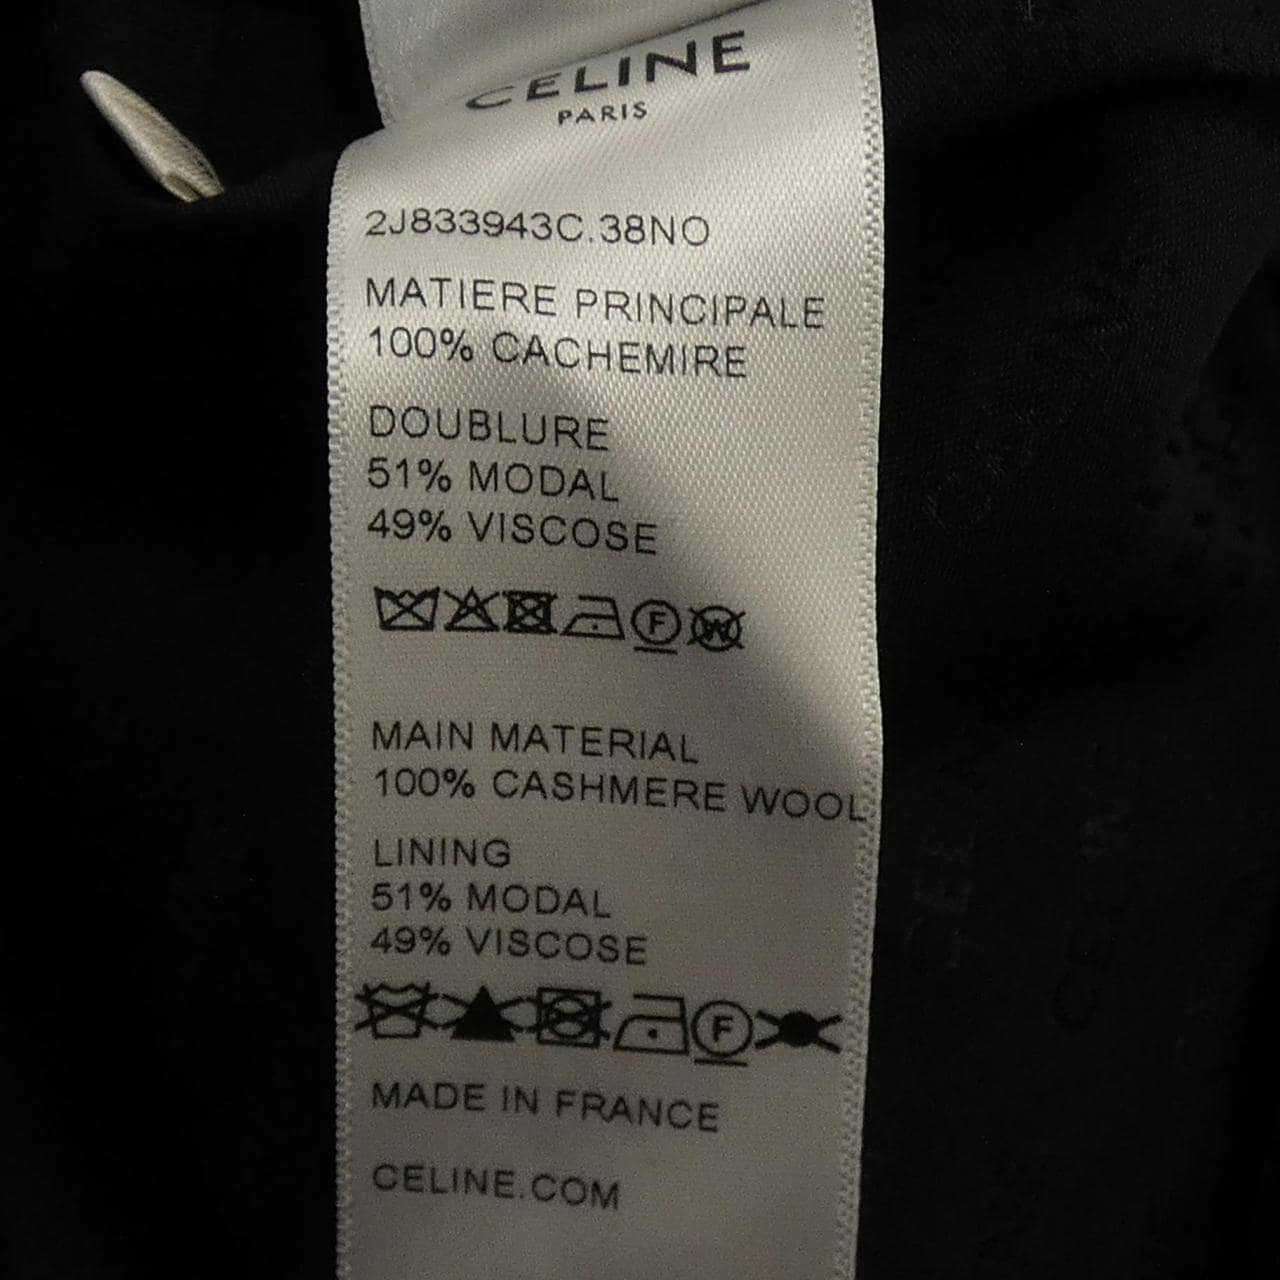 CELINE
PARIS
2J833943C.38NO
MATIERE PRINCIPALE
100% CACHEMIRE
DOUBLURE
51% MODAL
49% VISCOSE
F W
MAIN MATERIAL
100% CASHMERE WOOL
LINING
51% MODAL
49% VISCOSE
F
MADE IN FRANCE
CELINE.COM